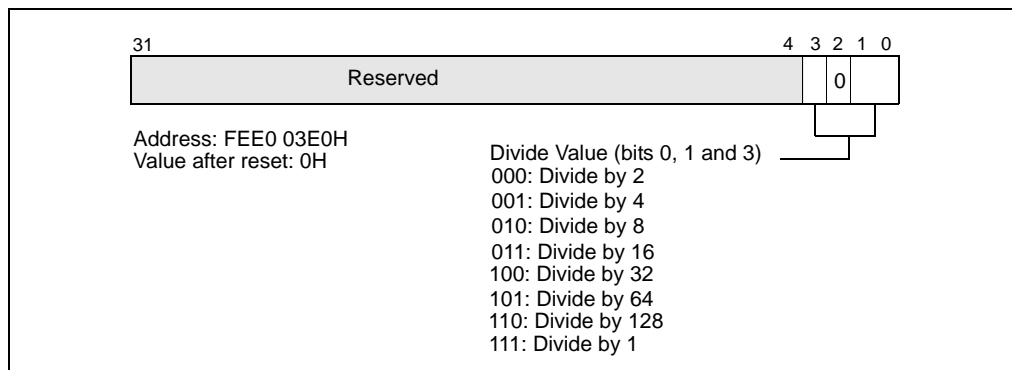 31 4 3 2 1 0
Reserved 0
Address: FEE0 03E0H
Value after reset: 0H
Divide Value (bits 0, 1 and 3)
000: Divide by 2
001: Divide by 4
010: Divide by 8
011: Divide by 16
100: Divide by 32
101: Divide by 64
110: Divide by 128
111: Divide by 1